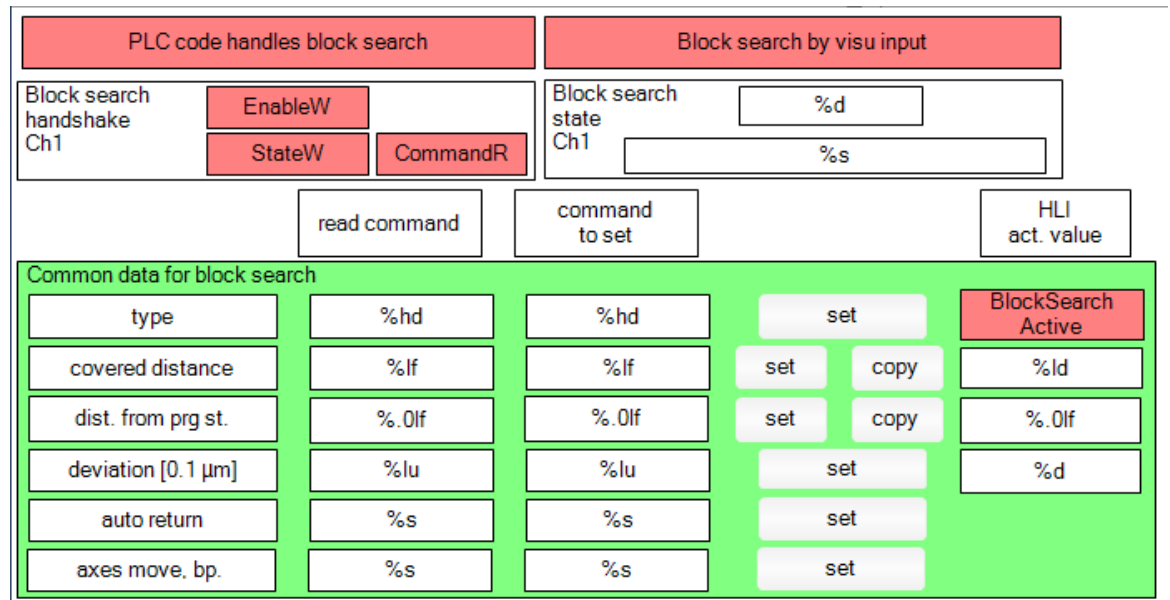 PLC code handles block search
Block search by visu input
Block search
handshake
Ch1
EnableW
StateW
CommandR
Block search
state
Ch1
%d
%s
read command
command
to set
HLI
act. value
Common data for block search
type
%hd
%hd
set
BlockSearch
Active
covered distance
%lf
%lf
set
copy
%ld
dist. from prg st.
%.0lf
%.0lf
set
copy
%.0lf
deviation [0.1 µm]
%lu
%lu
set
%d
auto return
%s
%s
set
axes move, bp.
%s
%s
set